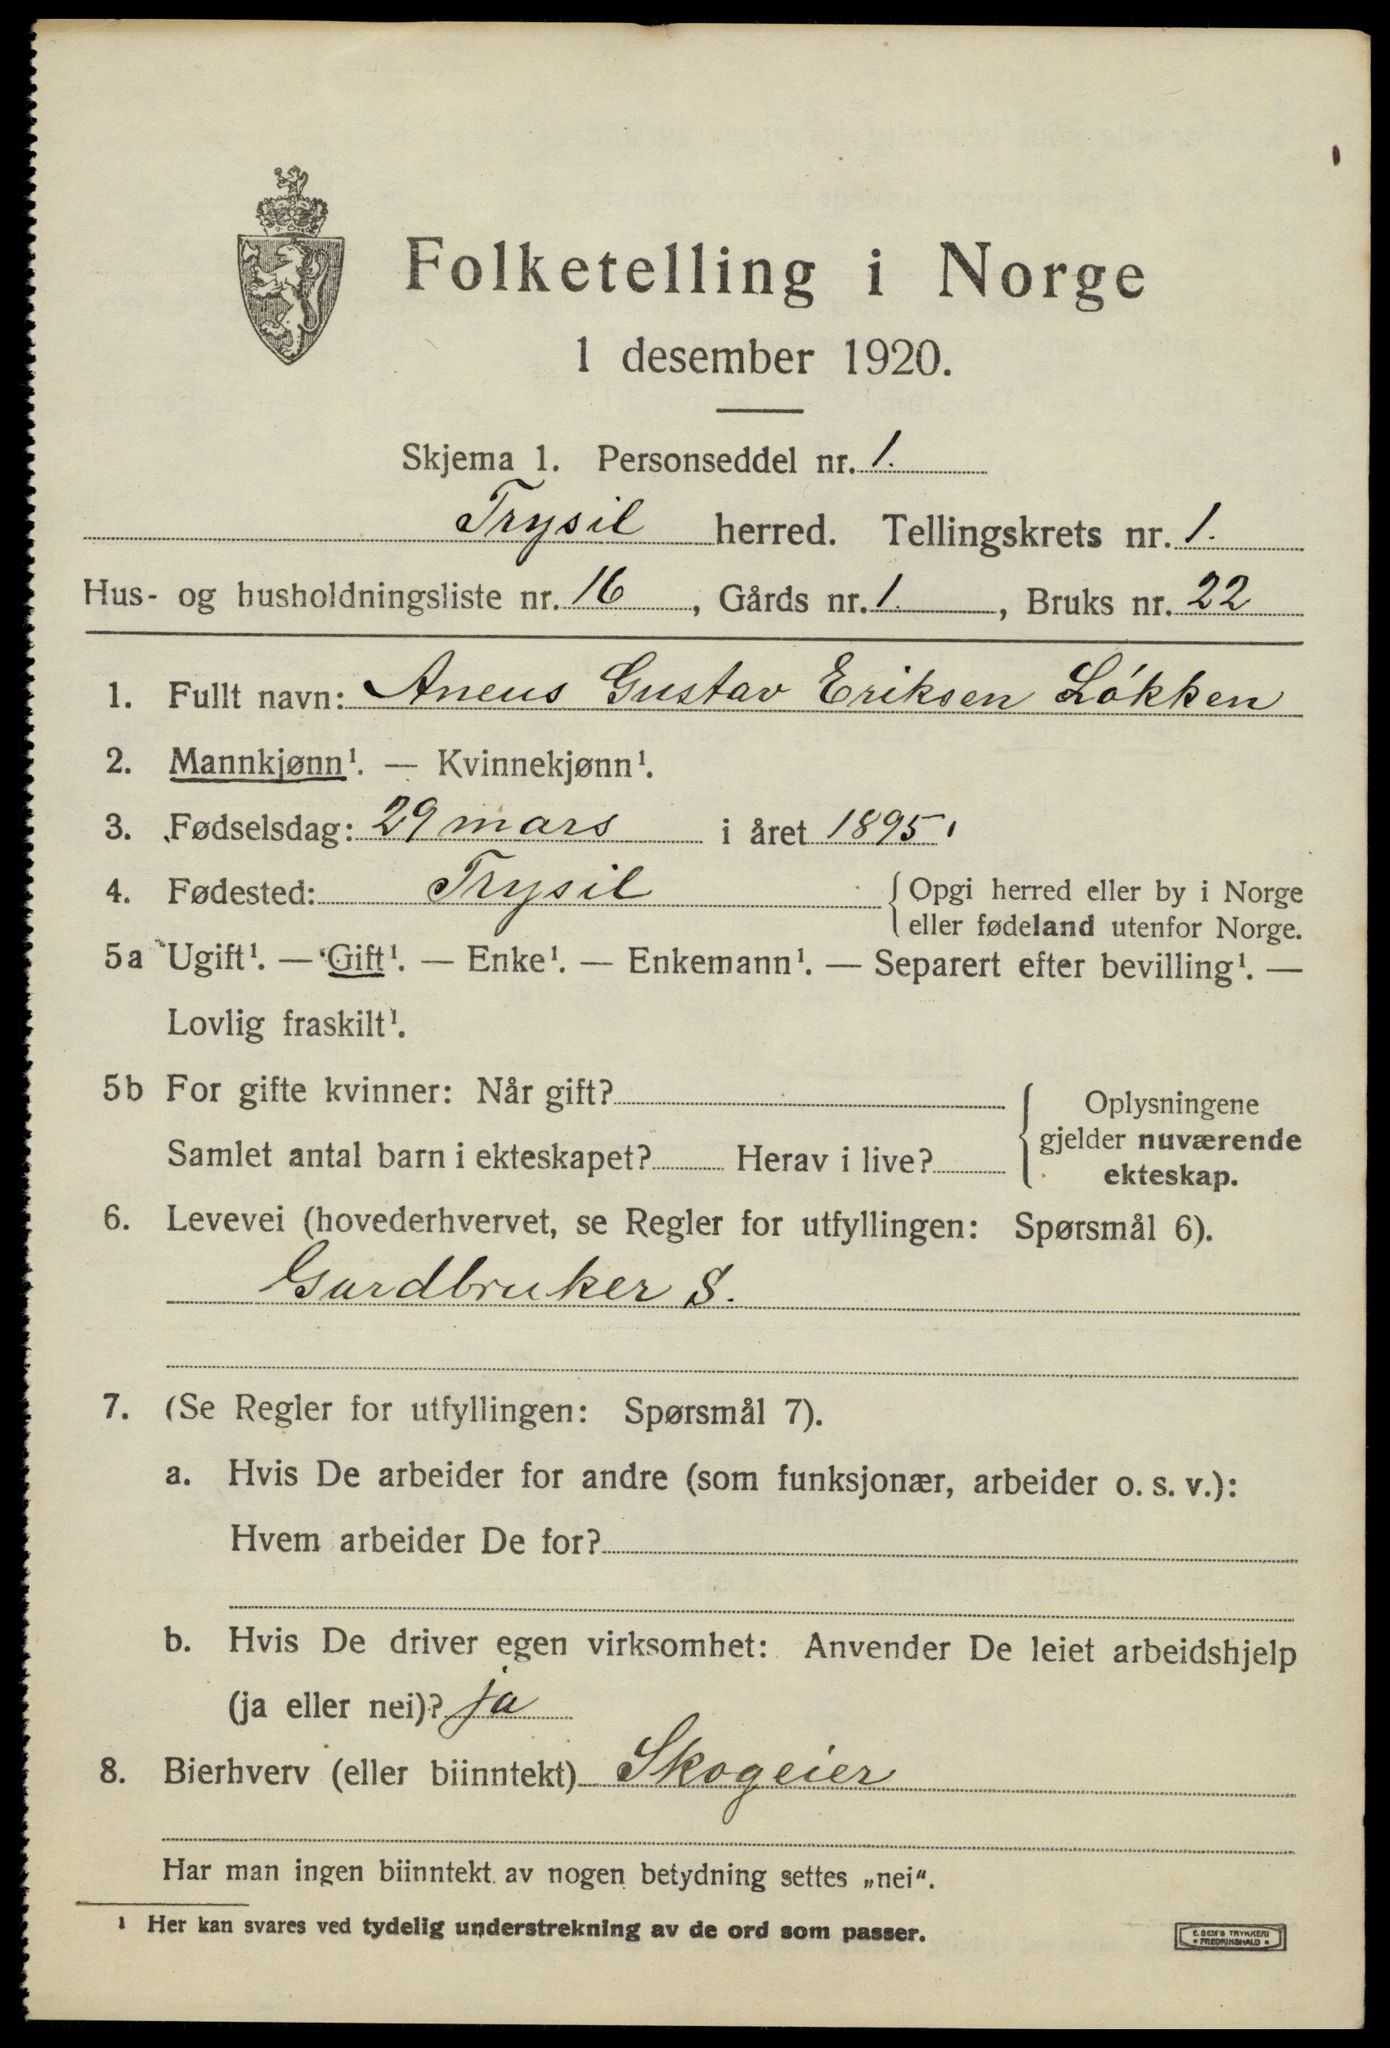 Folketelling i Norge
1 desember 1920.
Skjema 1. Personseddel nr. 1.
Trysil herred. Tellingskrets nr. 1.
Hus- og husholdningsliste nr. 16, Gårds nr. 1., Bruks nr. 22
1. Fullt navn: Aneus Gustav Eriksen Løkken
2. Mannkjønn¹. — Kvinnekjønn¹.
3. Fødselsdag: 29 mars i året 1895
4. Fødested: Trysil {Opgi herred eller by i Norge
eller fødeland utenfor Norge.
5a Ugift¹. — Gift¹. — Enke¹. — Enkemann¹. — Separert efter bevilling¹. —
Lovlig fraskilt¹.
5b For gifte kvinner: Når gift?
Samlet antal barn i ekteskapet? Herav i live?
Oplysningene
gjelder nuværende
ekteskap.
6. Levevei (hovederhvervet, se Regler for utfyllingen: Spørsmål 6).
Gardbruker S.
7. (Se Regler for utfyllingen: Spørsmål 7).
a. Hvis De arbeider for andre (som funksjonær, arbeider o. s. v.):
Hvem arbeider De for?
b. Hvis De driver egen virksomhet: Anvender De leiet arbeidshjelp
(ja eller nei)? ja
8. Bierhverv (eller biinntekt) Skogeier
Har man ingen biinntekt av nogen betydning settes „nei“.
¹ Her kan svares ved tydelig understrekning av de ord som passer.
E. SEM'S TRYKKERI
* FREDRIKSHALD *